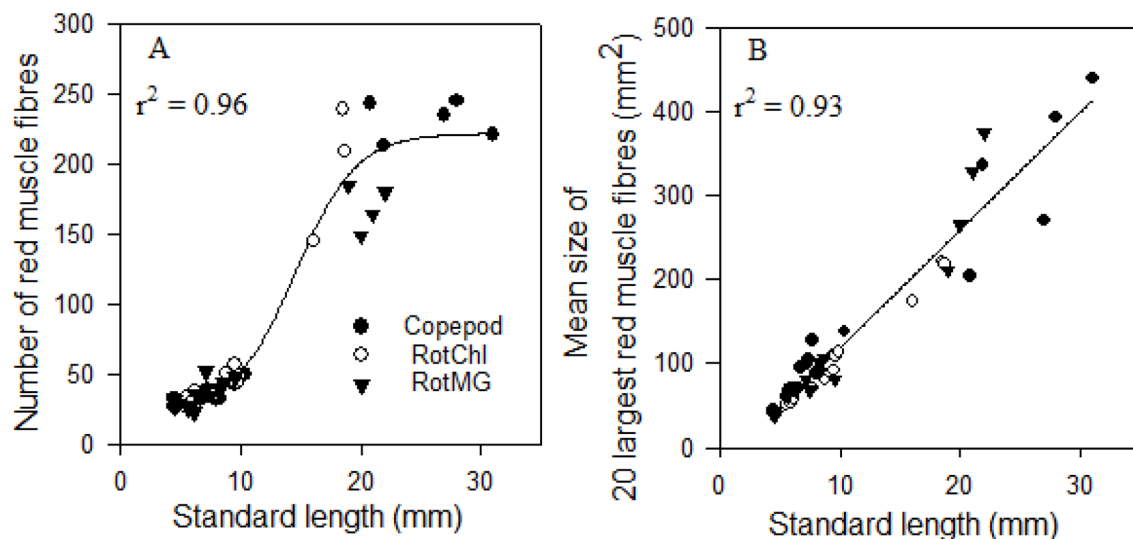 A
r² = 0.96
Number of red muscle fibres
300
250
200
150
100
50
0
Copepod
RotChl
RotMG
0 10 20 30
Standard length (mm)
B
r² = 0.93
Mean size of
20 largest red muscle fibres (mm²)
500
400
300
200
100
0
0 10 20 30
Standard length (mm)